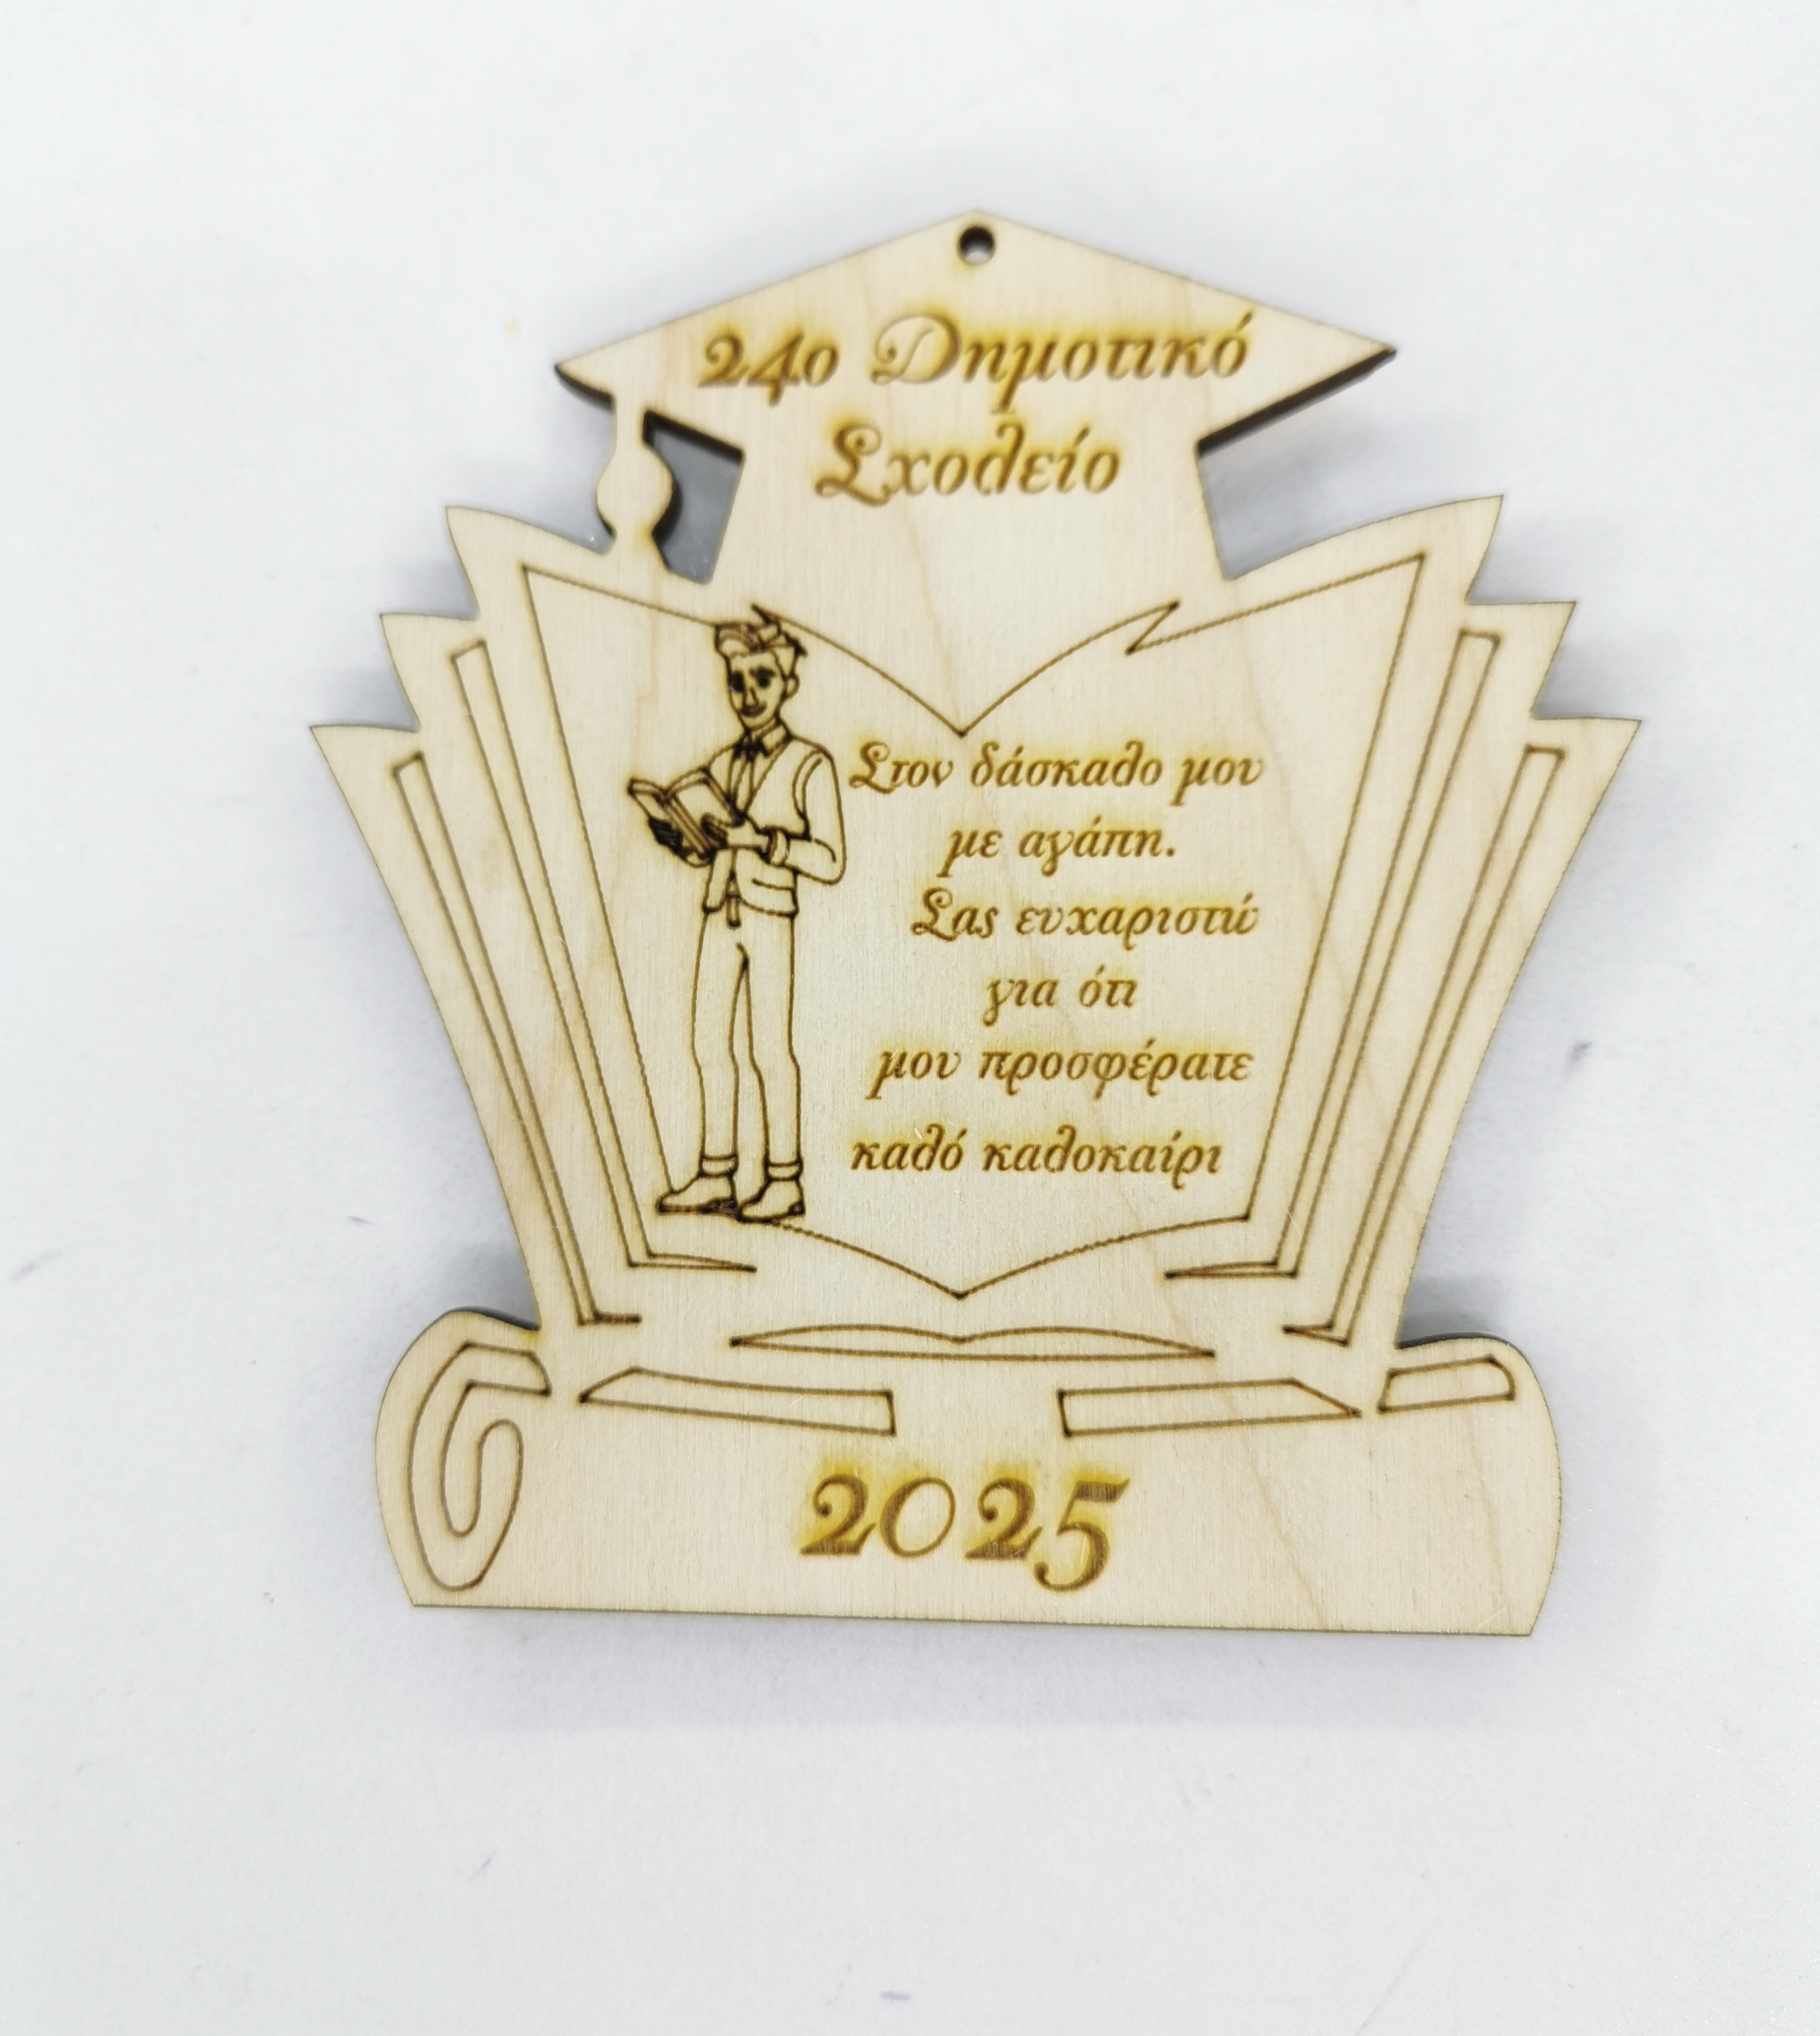 24ο Δημοτικό
Σχολείο
Στον δάσκαλο μου
με αγάπη.
Σας ευχαριστώ
για ότι
μου προσφέρατε
καλό καλοκαίρι
2025